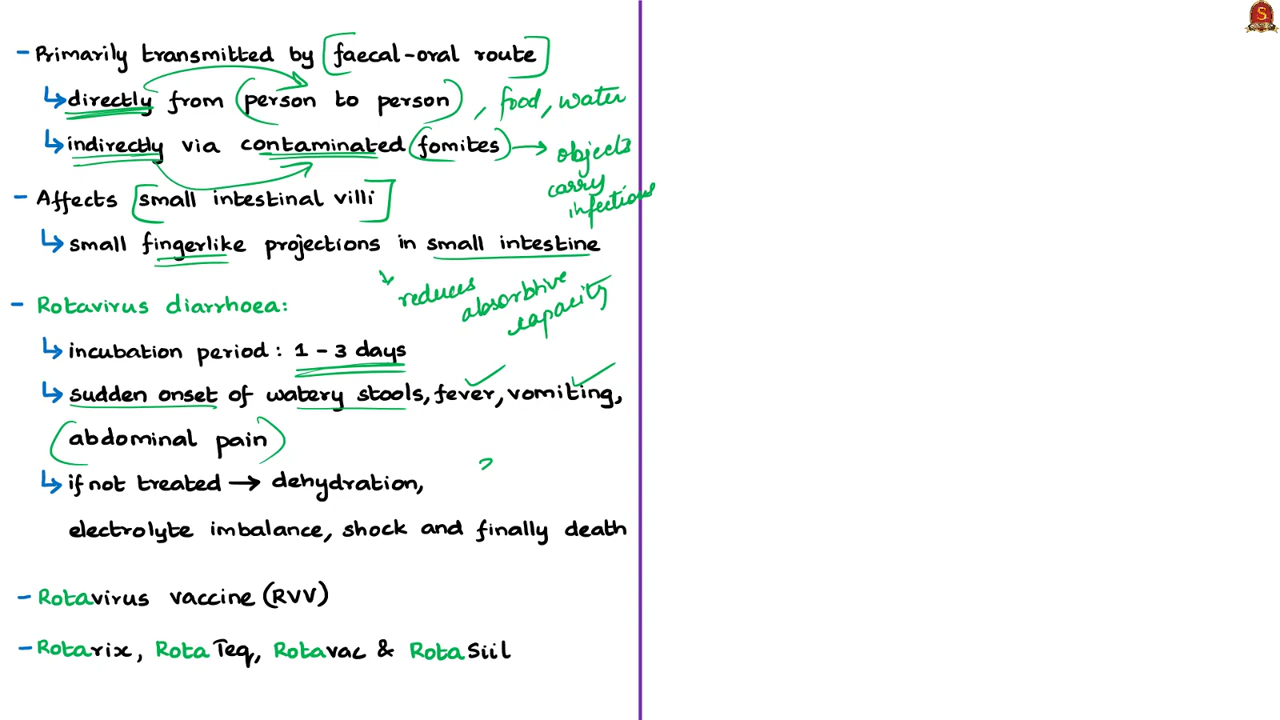 - Primarily transmitted by [faecal-oral route]
↳ directly from (person to person), food, water
↳ indirectly via contaminated (fomites) → objects
carry
infectious
- Affects [small intestinal villi]
↳ small fingerlike projections in small intestine
↓ reduces
absorbtive
capacity
- Rotavirus diarrhoea:
↳ incubation period: 1 - 3 days
↳ sudden onset of watery stools, fever, vomiting,
(abdominal pain)
↳ if not treated → dehydration,
electrolyte imbalance, shock and finally death
- Rotavirus vaccine (RVV)
- Rotarix, RotaTeq, Rotavac & RotaSiil
S